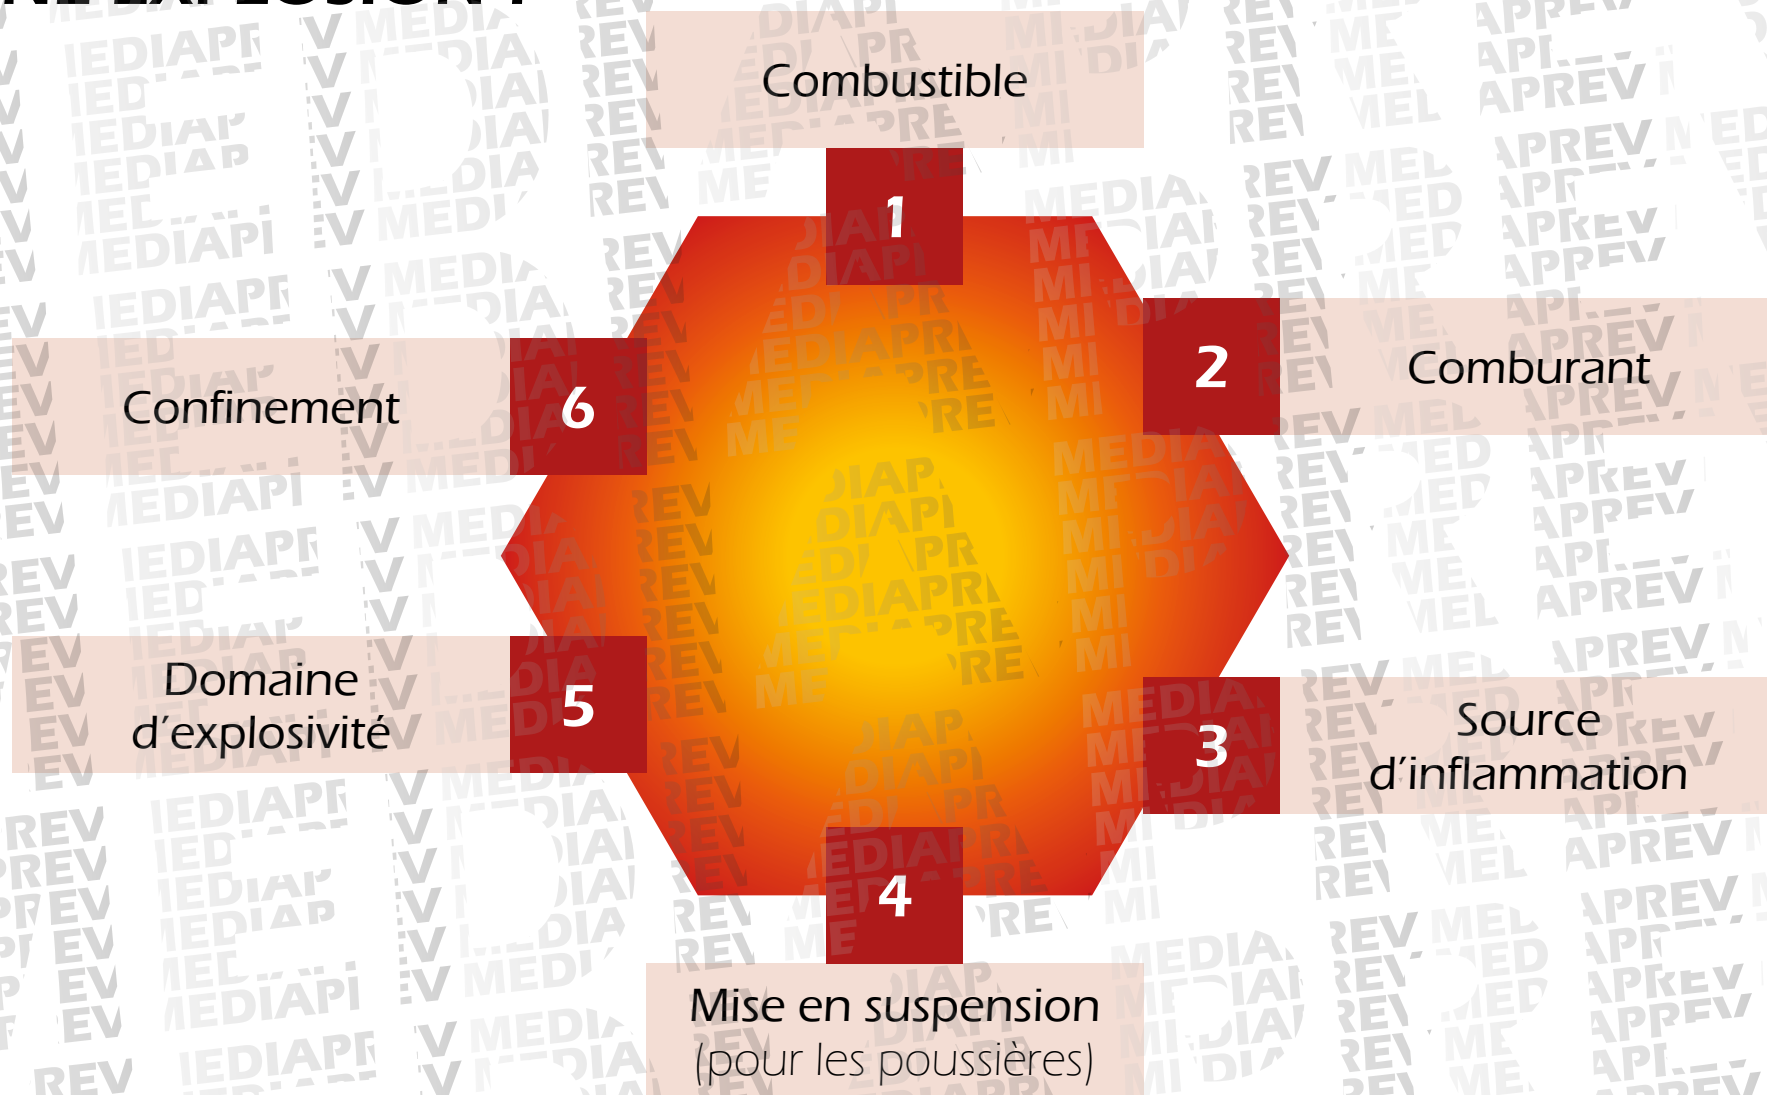 Combustible
1
2
Comburant
3
Source
d'inflammation
4
Mise en suspension
(pour les poussières)
5
Domaine
d'explosivité
6
Confinement